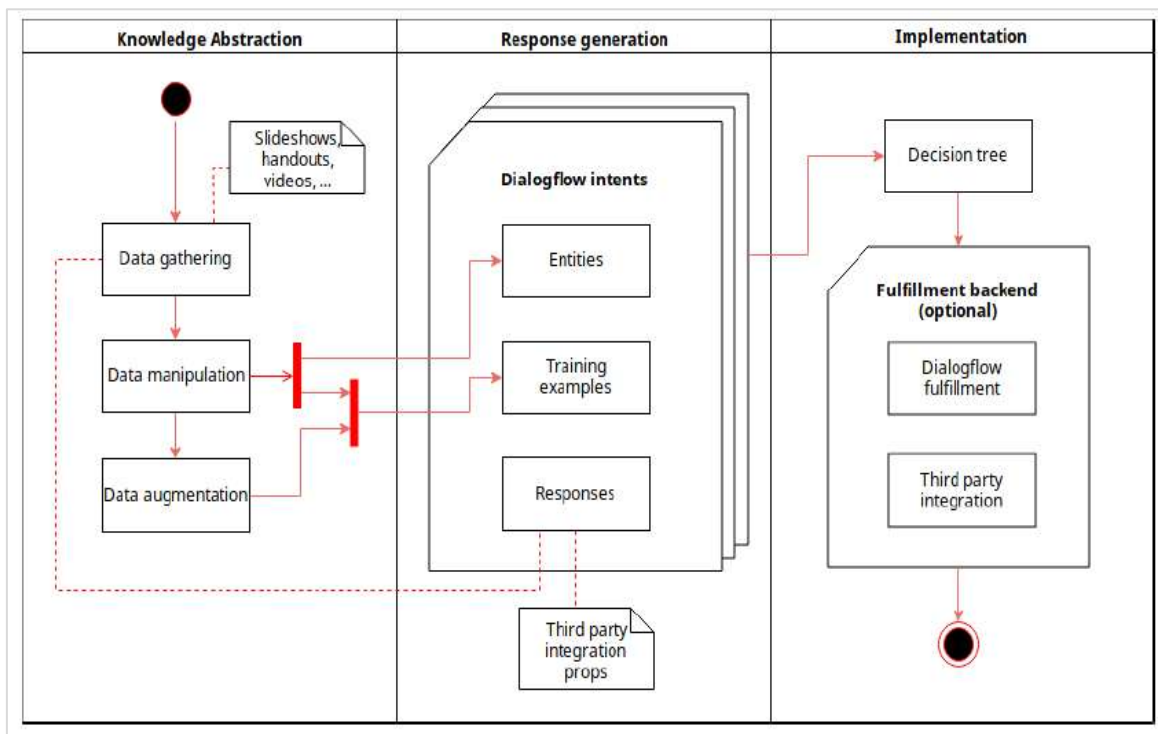 Knowledge Abstraction
Response generation
Implementation
Slideshows,
handouts,
videos, ...
Data gathering
Data manipulation
Data augmentation
Dialogflow intents
Entities
Training
examples
Responses
Third party
integration
props
Decision tree
Fulfillment backend
(optional)
Dialogflow
fulfillment
Third party
integration